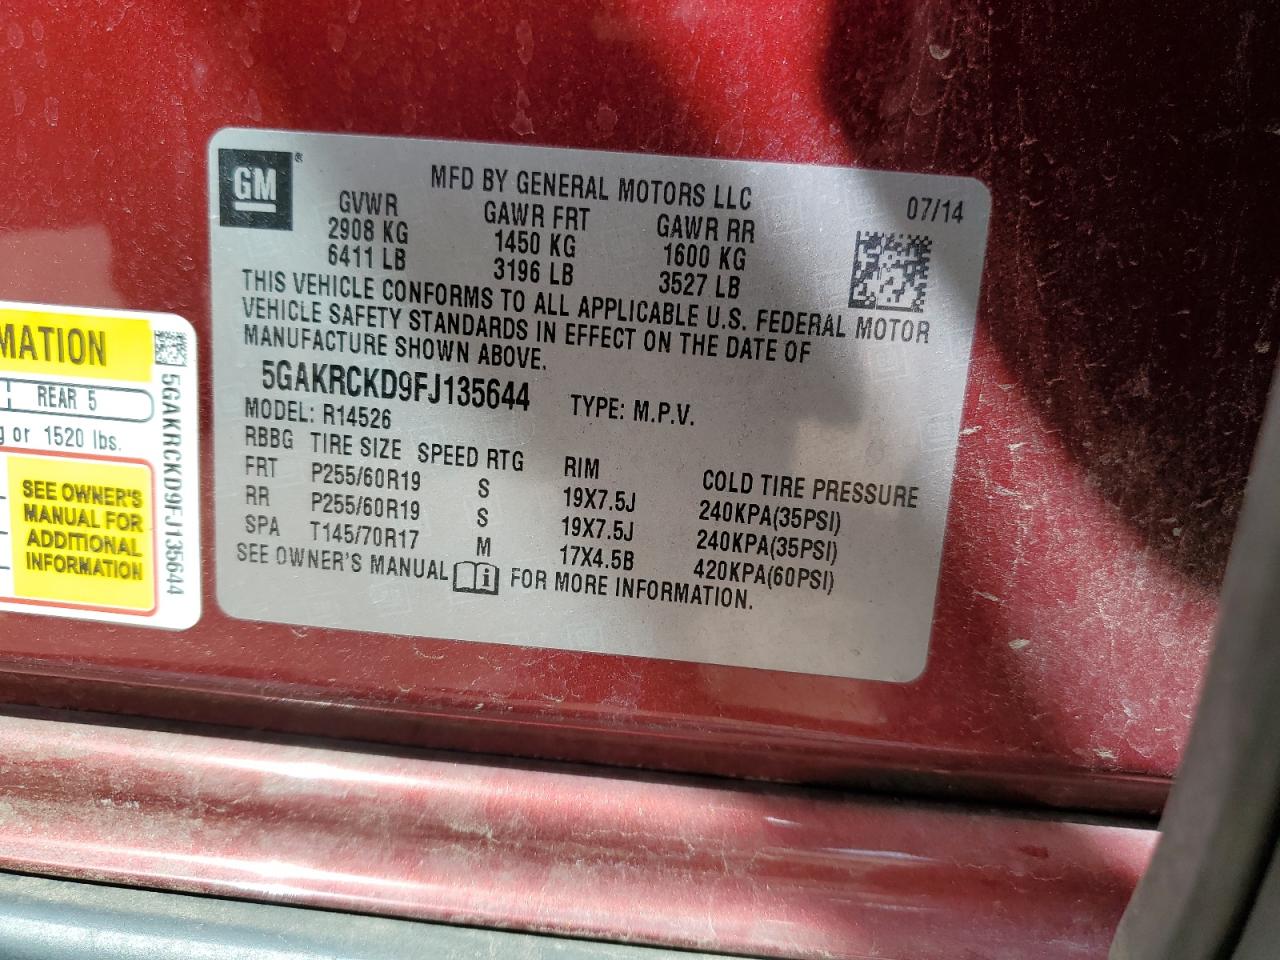 GM
®
MFD BY GENERAL MOTORS LLC
07/14
GVWR GAWR FRT GAWR RR
2908 KG 1450 KG 1600 KG
6411 LB 3196 LB 3527 LB
THIS VEHICLE CONFORMS TO ALL APPLICABLE U.S. FEDERAL MOTOR
VEHICLE SAFETY STANDARDS IN EFFECT ON THE DATE OF
MANUFACTURE SHOWN ABOVE.
5GAKRCKD9FJ135644 TYPE: M.P.V.
MODEL: R14526
RBBG TIRE SIZE SPEED RTG RIM COLD TIRE PRESSURE
FRT P255/60R19 S 19X7.5J 240KPA(35PSI)
RR P255/60R19 S 19X7.5J 240KPA(35PSI)
SPA T145/70R17 M 17X4.5B 420KPA(60PSI)
SEE OWNER'S MANUAL FOR MORE INFORMATION.
MATION
REAR 5
or 1520 lbs.
SEE OWNER'S
MANUAL FOR
ADDITIONAL
INFORMATION
5GAKRCKD9FJ135644